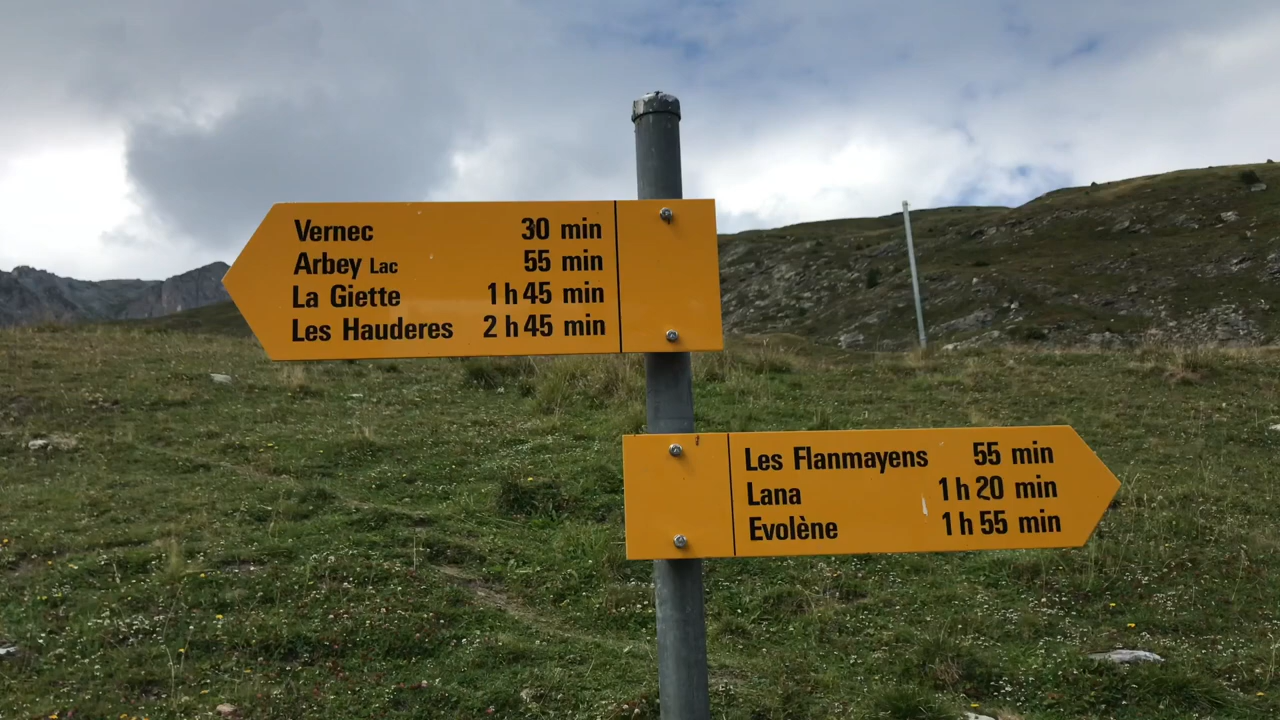 Vernec 30 min
Arbey Lac 55 min
La Giette 1 h 45 min
Les Hauderes 2 h 45 min
Les Flanmayens 55 min
Lana 1 h 20 min
Evolène 1 h 55 min